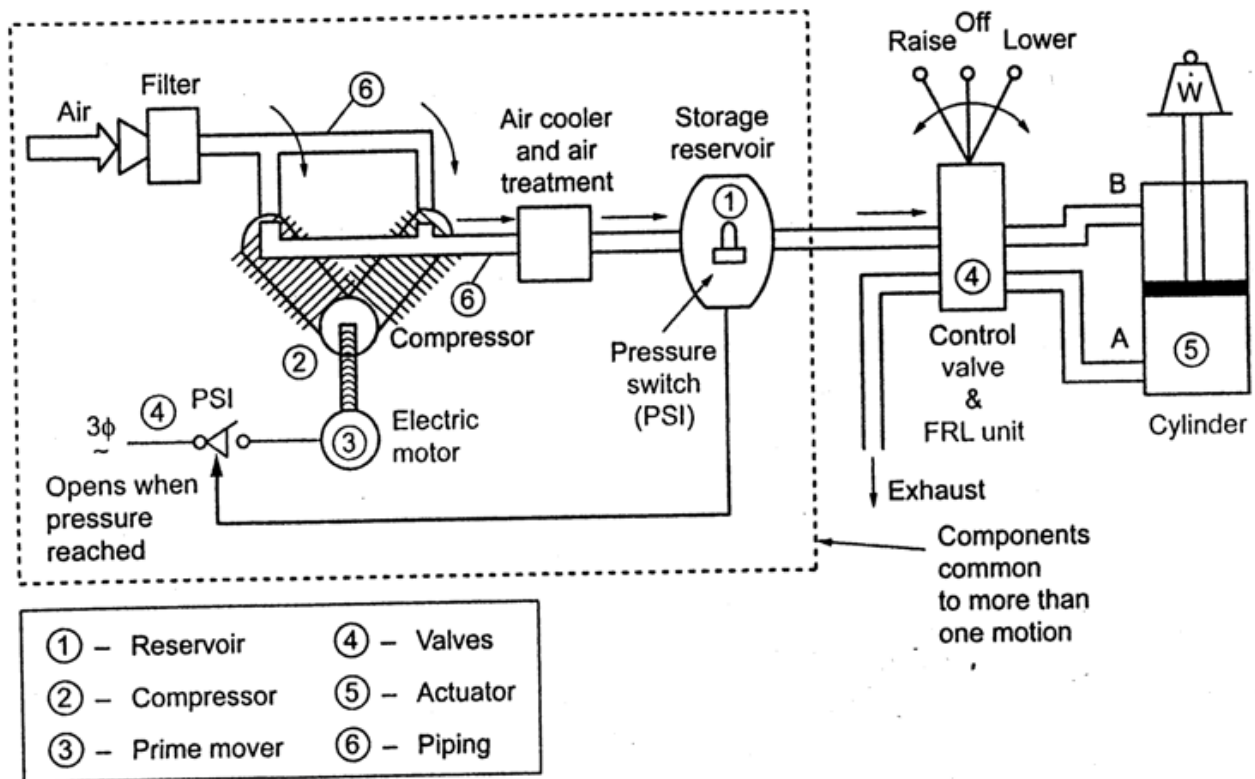 Raise
Off
Lower
Filter
Air
6
Air cooler
and air
treatment
Storage
reservoir
1
W
B
4
A
5
Compressor
6
2
Pressure
switch
(PSI)
Control
valve
&
FRL unit
Cylinder
4
PSI
3ϕ
~
3
Electric
motor
Opens when
pressure
reached
Exhaust
Components
common
to more than
one motion
1 – Reservoir
4 – Valves
2 – Compressor
5 – Actuator
3 – Prime mover
6 – Piping